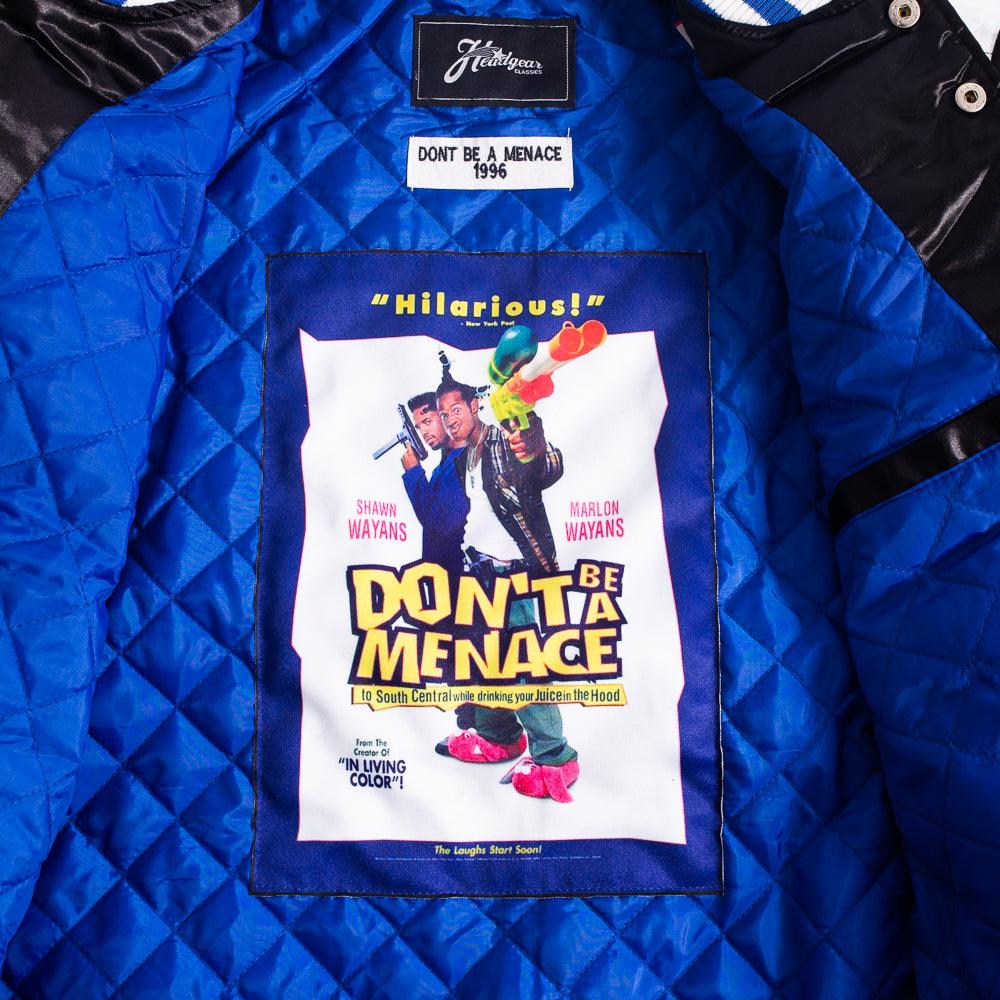 Headgear
CLASSICS
DONT BE A MENACE
1996
"Hilarious!"
- New York Post
SHAWN
WAYANS
MARLON
WAYANS
DON'T BE A
MENACE
to South Central while drinking your Juice in the Hood
From The
Creator Of
"IN LIVING
COLOR"!
The Laughs Start Soon!